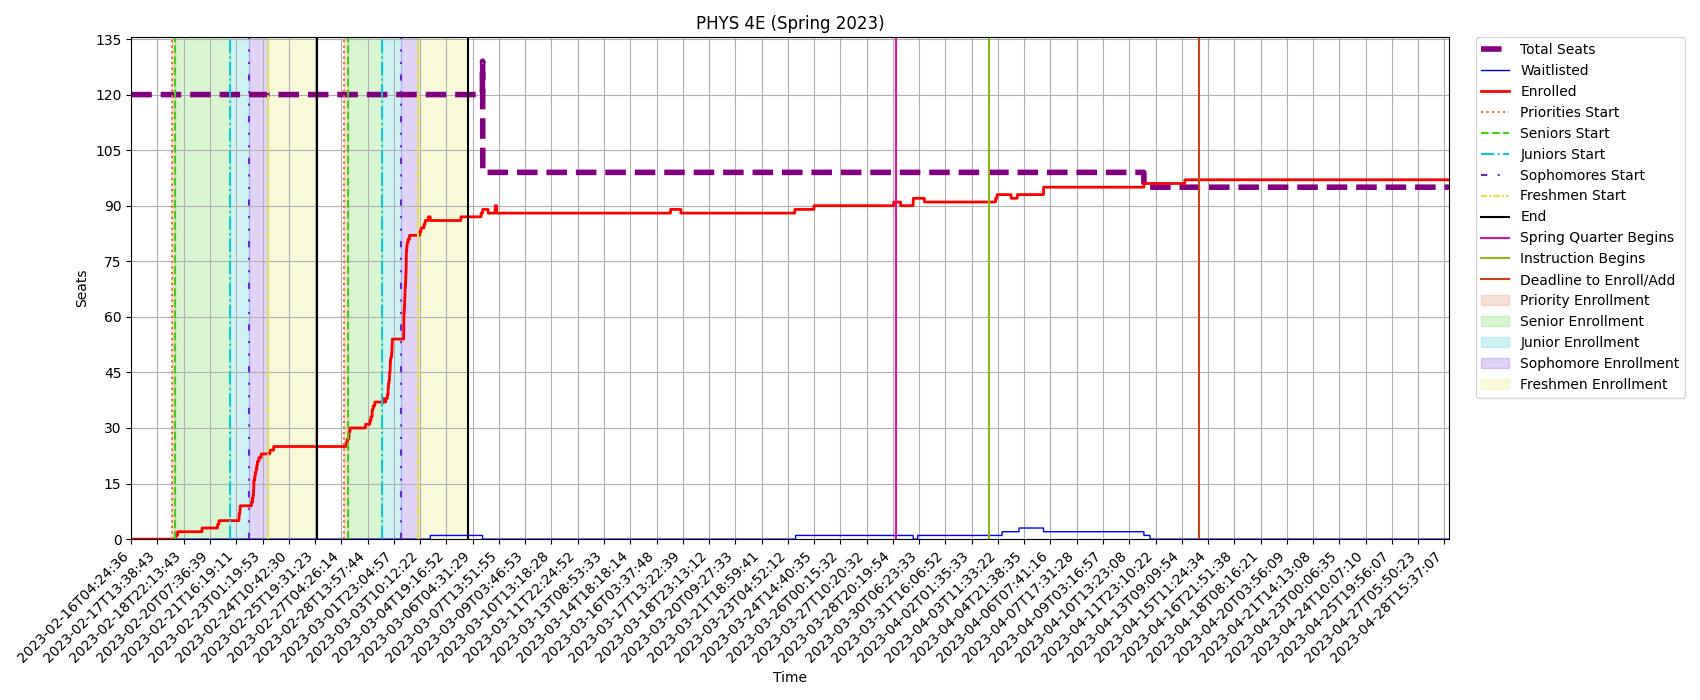 PHYS 4E (Spring 2023)
135
120
105
90
75
60
45
30
15
0
Seats
2023-02-16T04:24:36
2023-02-17T13:38:43
2023-02-18T22:13:43
2023-02-20T07:36:39
2023-02-21T16:19:11
2023-02-23T01:19:53
2023-02-24T10:42:30
2023-02-25T19:31:23
2023-02-27T04:26:14
2023-02-28T13:57:44
2023-03-01T23:04:57
2023-03-03T10:12:22
2023-03-04T19:16:52
2023-03-06T04:31:29
2023-03-07T13:51:55
2023-03-09T03:46:53
2023-03-10T13:18:28
2023-03-11T22:24:52
2023-03-13T08:53:33
2023-03-14T18:18:14
2023-03-16T03:37:48
2023-03-17T13:22:39
2023-03-18T23:13:12
2023-03-20T09:27:33
2023-03-21T18:59:41
2023-03-23T04:52:12
2023-03-24T14:40:35
2023-03-26T00:15:32
2023-03-27T10:20:32
2023-03-28T20:19:54
2023-03-30T06:23:33
2023-03-31T16:06:52
2023-04-02T01:35:33
2023-04-03T11:33:22
2023-04-04T21:38:35
2023-04-06T07:41:16
2023-04-07T17:31:28
2023-04-09T03:16:57
2023-04-10T13:23:08
2023-04-11T23:10:22
2023-04-13T09:09:54
2023-04-15T11:24:34
2023-04-16T21:51:38
2023-04-18T08:16:21
2023-04-20T03:56:09
2023-04-21T14:13:08
2023-04-23T00:06:35
2023-04-24T10:07:10
2023-04-25T19:56:07
2023-04-27T05:50:23
2023-04-28T15:37:07
Time
Total Seats
Waitlisted
Enrolled
Priorities Start
Seniors Start
Juniors Start
Sophomores Start
Freshmen Start
End
Spring Quarter Begins
Instruction Begins
Deadline to Enroll/Add
Priority Enrollment
Senior Enrollment
Junior Enrollment
Sophomore Enrollment
Freshmen Enrollment